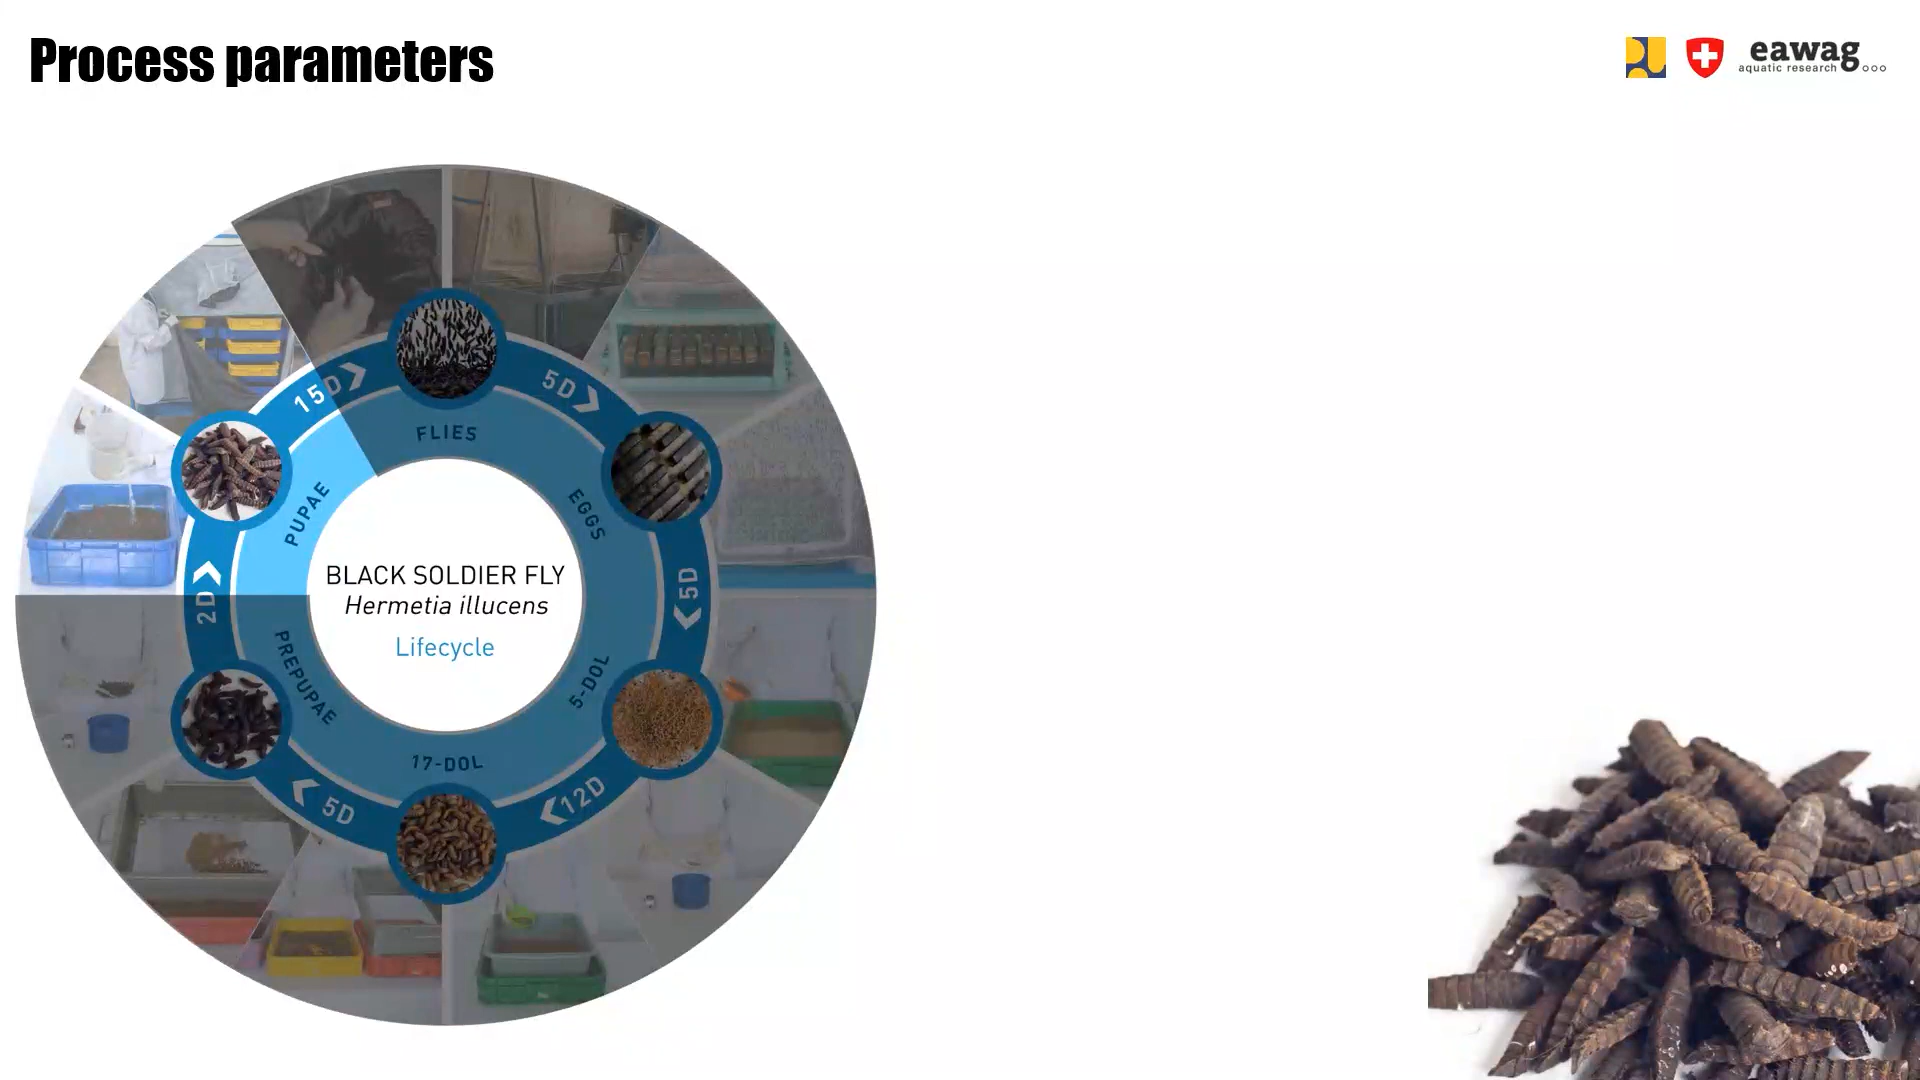 Process parameters
eawag
aquatic research
15D
5D
FLIES
PUPAE
EGGS
BLACK SOLDIER FLY
Hermetia illucens
Lifecycle
2D
5D
PREPUPAE
5-DOL
17-DOL
5D
12D